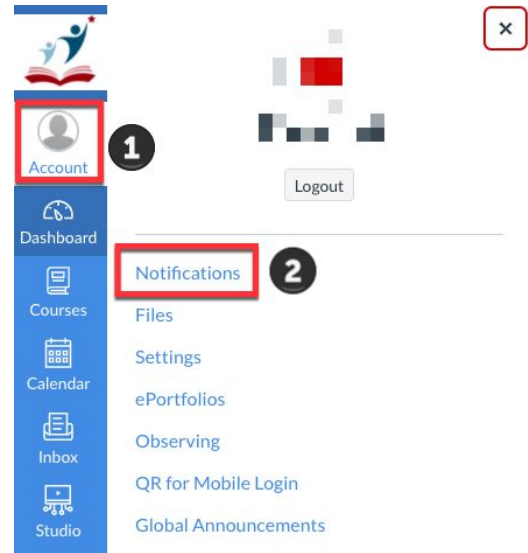 ×
Account
1
Logout
Dashboard
Notifications
2
Courses
Files
Settings
Calendar
ePortfolios
Observing
Inbox
QR for Mobile Login
Studio
Global Announcements